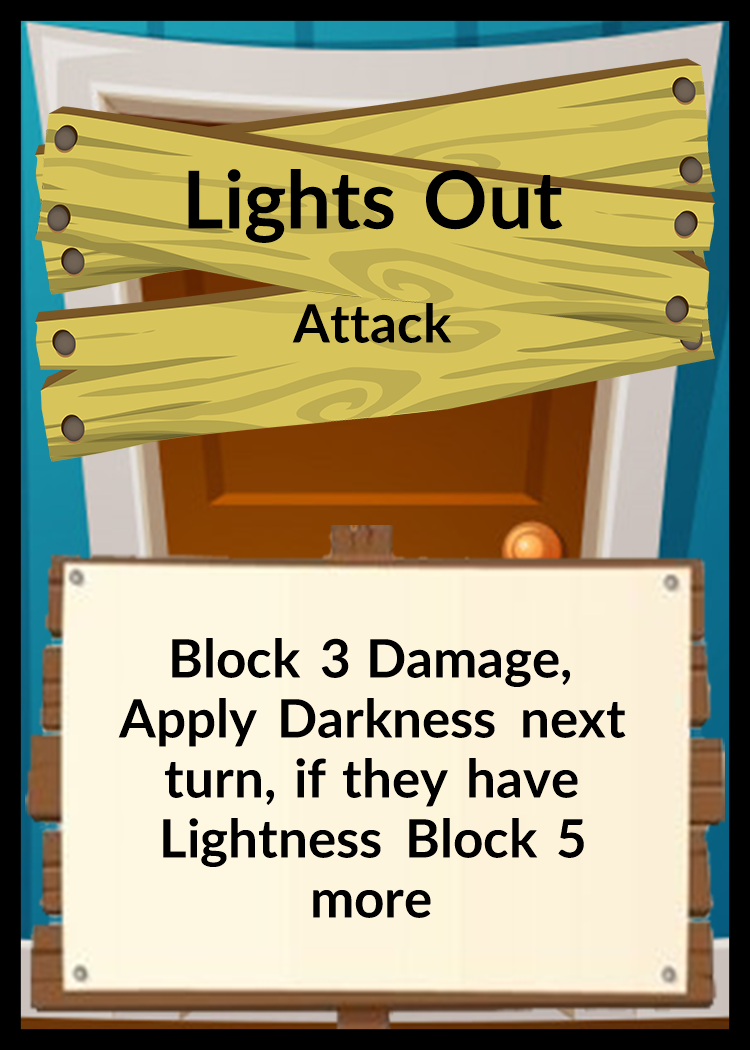 Lights Out
Attack
Block 3 Damage,
Apply Darkness next
turn, if they have
Lightness Block 5
more